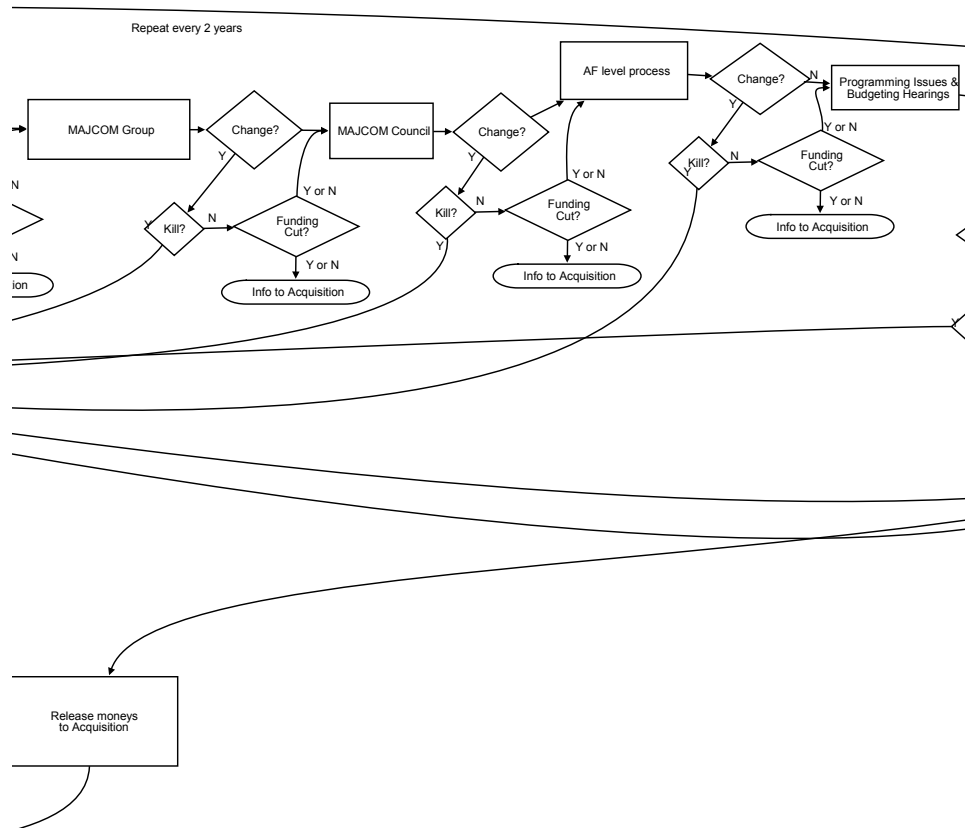 Repeat every 2 years
AF level process
Change?
N
Programming Issues &
Budgeting Hearings
MAJCOM Group
Change?
MAJCOM Council
Change?
Y
Y or N
Y
Y
Kill?
N
Funding
Cut?
Y
N
Y or N
Y or N
Kill?
N
Funding
Cut?
Y
Y or N
Info to Acquisition
Y
Kill?
N
Funding
Cut?
Y
N
Y or N
Y or N
ion
Info to Acquisition
Info to Acquisition
Y
Release moneys
to Acquisition